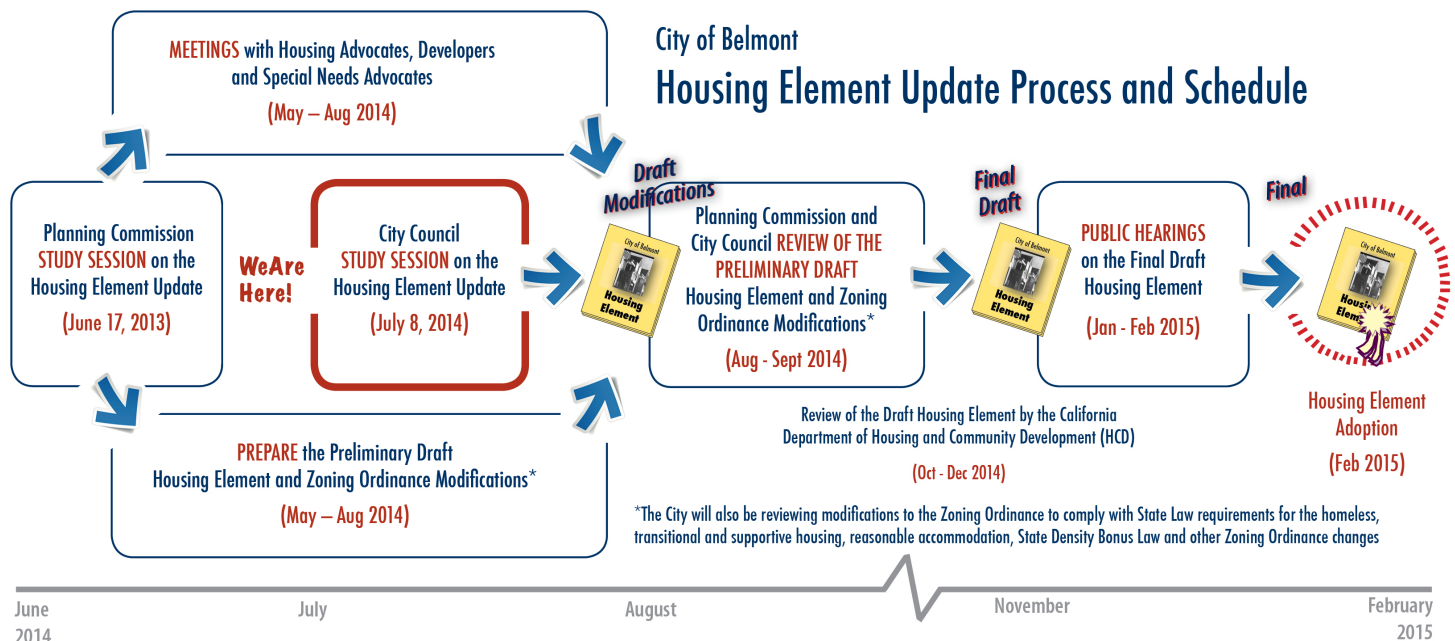 City of Belmont
Housing Element Update Process and Schedule
MEETINGS with Housing Advocates, Developers
and Special Needs Advocates
(May – Aug 2014)
Planning Commission
STUDY SESSION on the
Housing Element Update
(June 17, 2013)
WeAre
Here!
City Council
STUDY SESSION on the
Housing Element Update
(July 8, 2014)
PREPARE the Preliminary Draft
Housing Element and Zoning Ordinance Modifications*
(May – Aug 2014)
Draft
Modifications
City of Belmont
Housing
Element
Planning Commission and
City Council REVIEW OF THE
PRELIMINARY DRAFT
Housing Element and Zoning
Ordinance Modifications*
(Aug - Sept 2014)
Final
Draft
City of Belmont
Housing
Element
Review of the Draft Housing Element by the California
Department of Housing and Community Development (HCD)
(Oct - Dec 2014)
PUBLIC HEARINGS
on the Final Draft
Housing Element
(Jan - Feb 2015)
Final
City of Belmont
Housing Element
Adoption
(Feb 2015)
*The City will also be reviewing modifications to the Zoning Ordinance to comply with State Law requirements for the homeless,
transitional and supportive housing, reasonable accommodation, State Density Bonus Law and other Zoning Ordinance changes
June
2014
July
August
November
February
2015